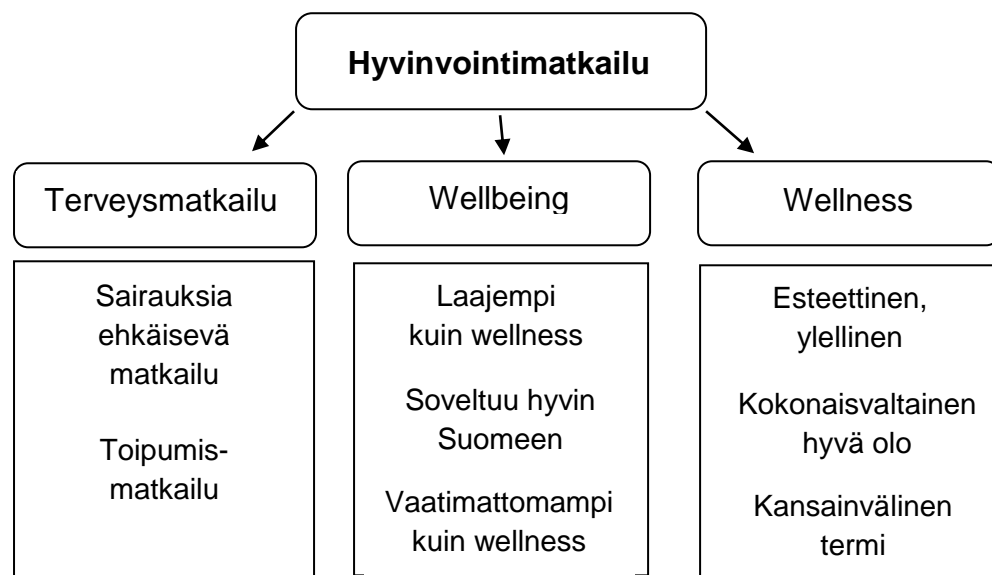 Hyvinvointimatkailu
Terveysmatkailu
Wellbeing
Wellness
Sairauksia
ehkäisevä
matkailu
Toipumis-
matkailu
Laajempi
kuin wellness
Soveltuu hyvin
Suomeen
Vaatimattomampi
kuin wellness
Esteettinen,
ylellinen
Kokonaisvaltainen
hyvä olo
Kansainvälinen
termi